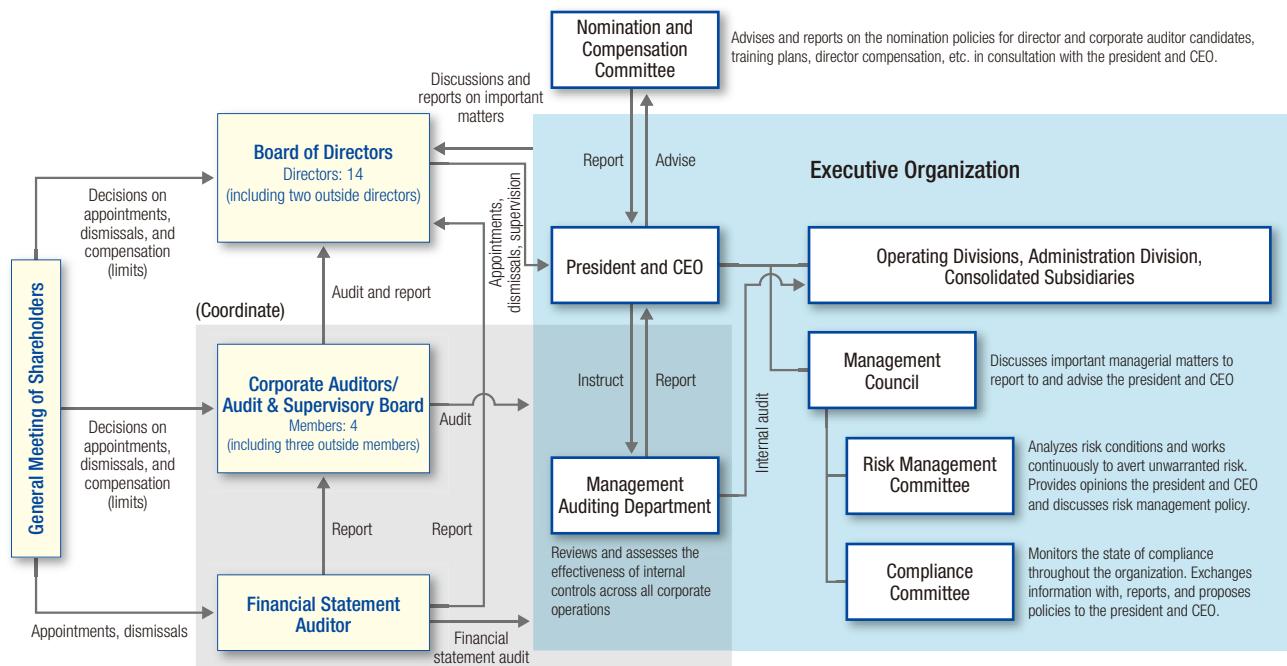 Nomination and
Compensation
Committee
Advises and reports on the nomination policies for director and corporate auditor candidates,
training plans, director compensation, etc. in consultation with the president and CEO.
Discussions and
reports on important
matters
Board of Directors
Directors: 14
(including two outside directors)
Report
Advise
Executive Organization
Decisions on
appointments,
dismissals, and
compensation
(limits)
Appointments,
dismissals, supervision
President and CEO
Operating Divisions, Administration Division,
Consolidated Subsidiaries
General Meeting of Shareholders
Audit and report
(Coordinate)
Corporate Auditors/
Audit & Supervisory Board
Members: 4
(including three outside members)
Audit
Instruct
Report
Internal audit
Management
Council
Discusses important managerial matters to
report to and advise the president and CEO
Decisions on
appointments,
dismissals, and
compensation
(limits)
Management
Auditing Department
Risk Management
Committee
Analyzes risk conditions and works
continuously to avert unwarranted risk.
Provides opinions the president and CEO
and discusses risk management policy.
Report
Report
Reviews and assesses the
effectiveness of internal
controls across all corporate
operations
Compliance
Committee
Monitors the state of compliance
throughout the organization. Exchanges
information with, reports, and proposes
policies to the president and CEO.
Financial Statement
Auditor
Appointments, dismissals
Financial
statement audit